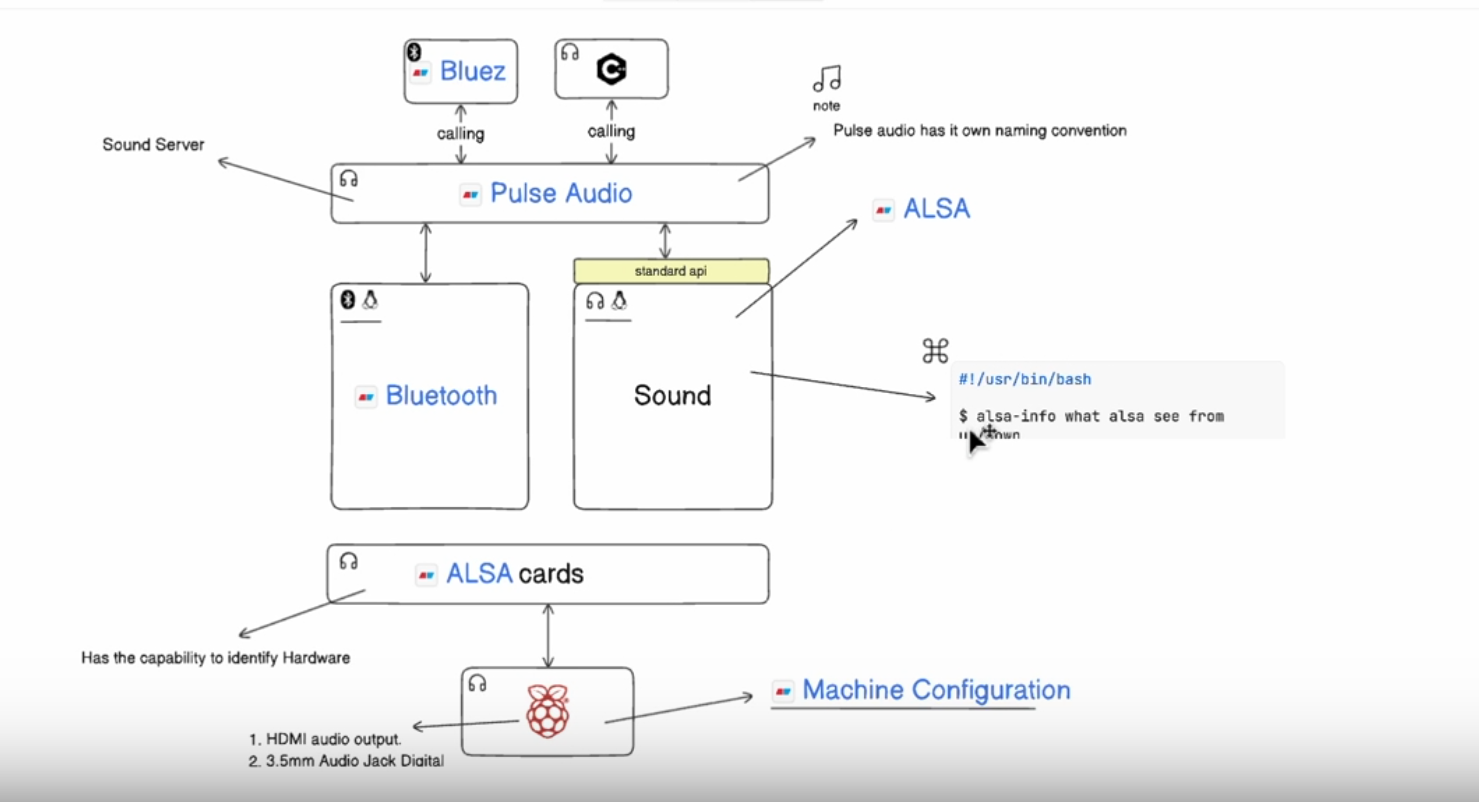 Bluez
calling
calling
note
Pulse audio has it own naming convention
Sound Server
Pulse Audio
ALSA
standard api
#!/usr/bin/bash
$ alsa-info what alsa see from
Bluetooth
Sound
ALSA cards
Has the capability to identify Hardware
Machine Configuration
1. HDMI audio output.
2. 3.5mm Audio Jack Digital